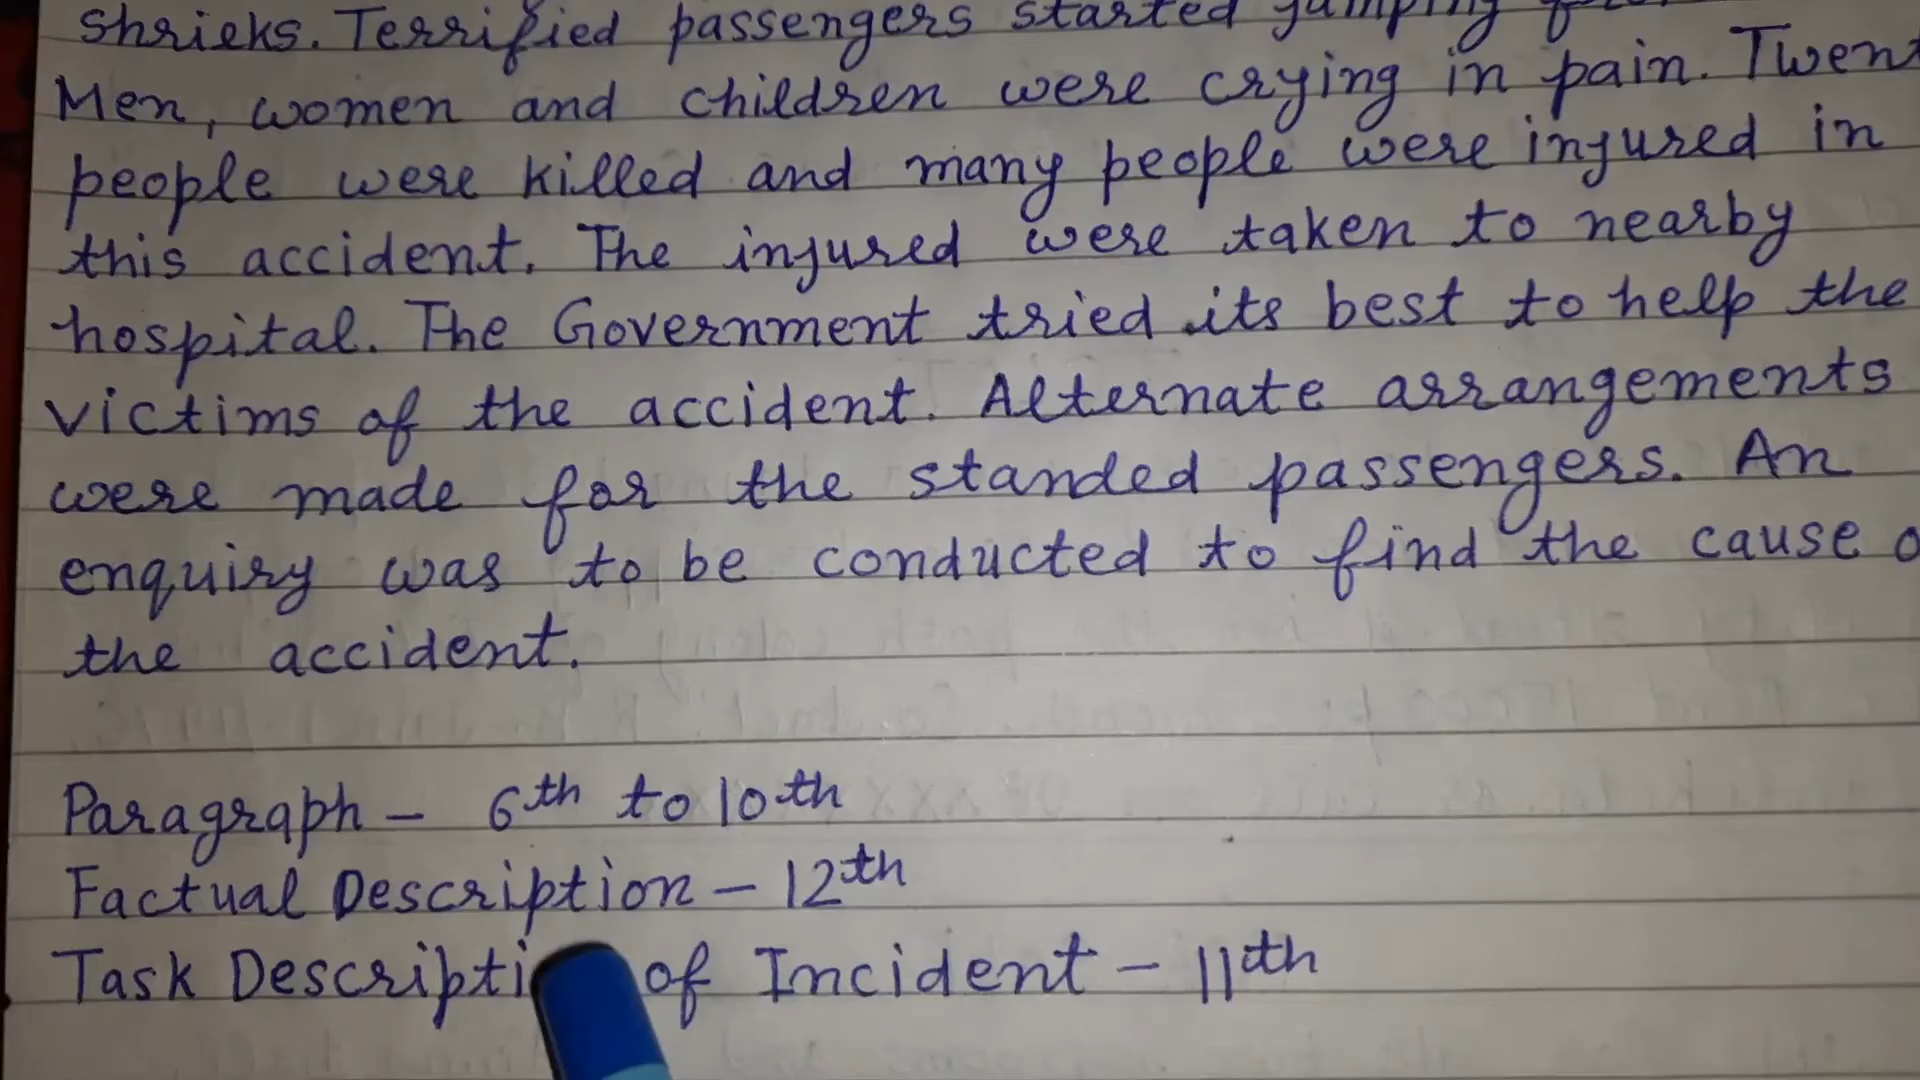 shrieks. Terrified passengers started jumping
Men, women and children were crying in pain. Twent
people were killed and many people were injured in
this accident. The injured were taken to nearby
hospital. The Government tried its best to help the
victims of the accident. Alternate arrangements
were made for the standed passengers. An
enquiry was to be conducted to find the cause o
the accident.
Paragraph - 6th to 10th
Factual Description - 12th
Task Descripti of Incident - 11th